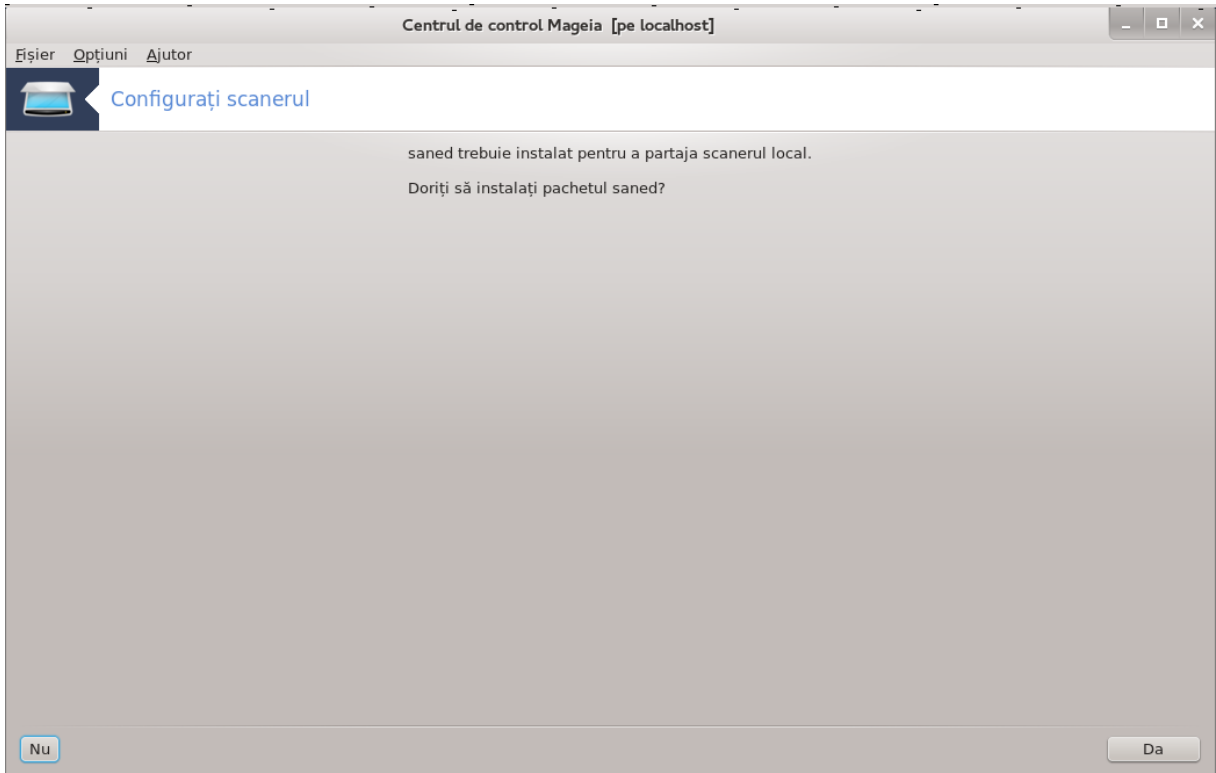 Centrul de control Mageia [pe localhost]
Fișier Opțiuni Ajutor
Configurați scanerul
saned trebuie instalat pentru a partaja scanerul local.
Doriți să instalați pachetul saned?
Nu Da